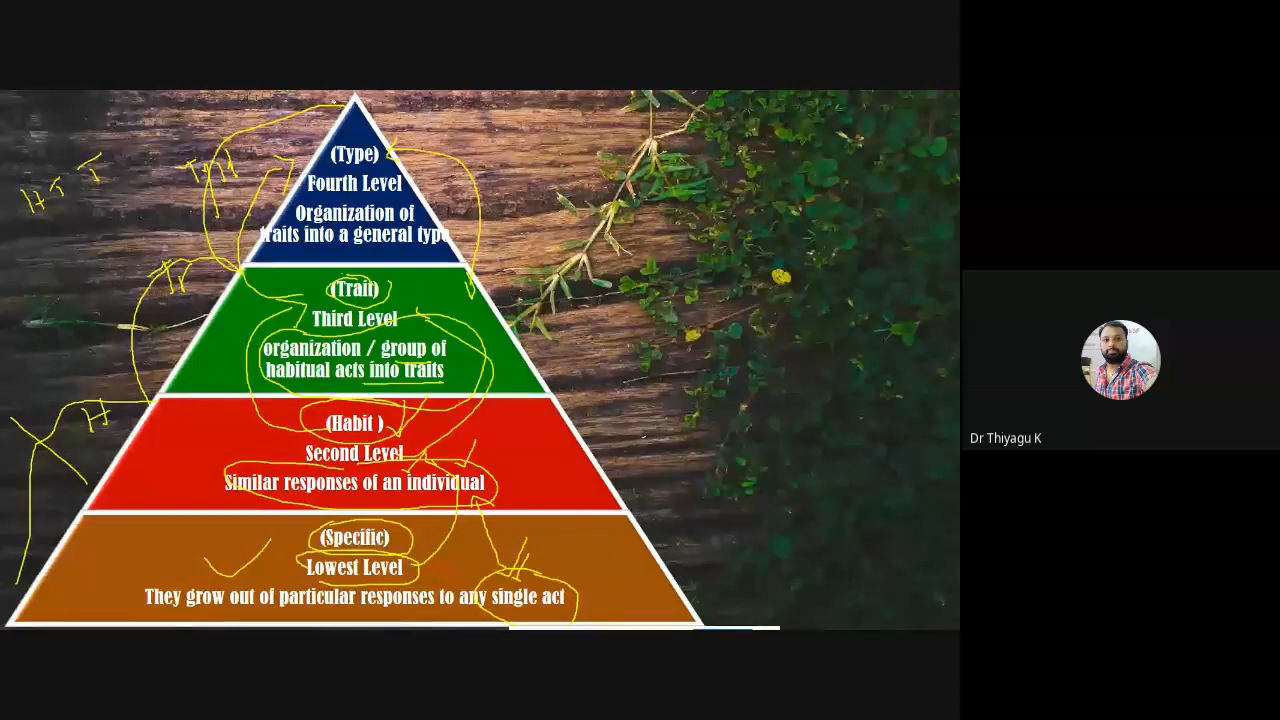 (Type)
Fourth Level
Organization of
traits into a general type
(Trait)
Third Level
organization / group of
habitual acts into traits
(Habit )
Second Level
Similar responses of an individual
(Specific)
Lowest Level
They grow out of particular responses to any single act
H T T
Tr
H
Dr Thiyagu K